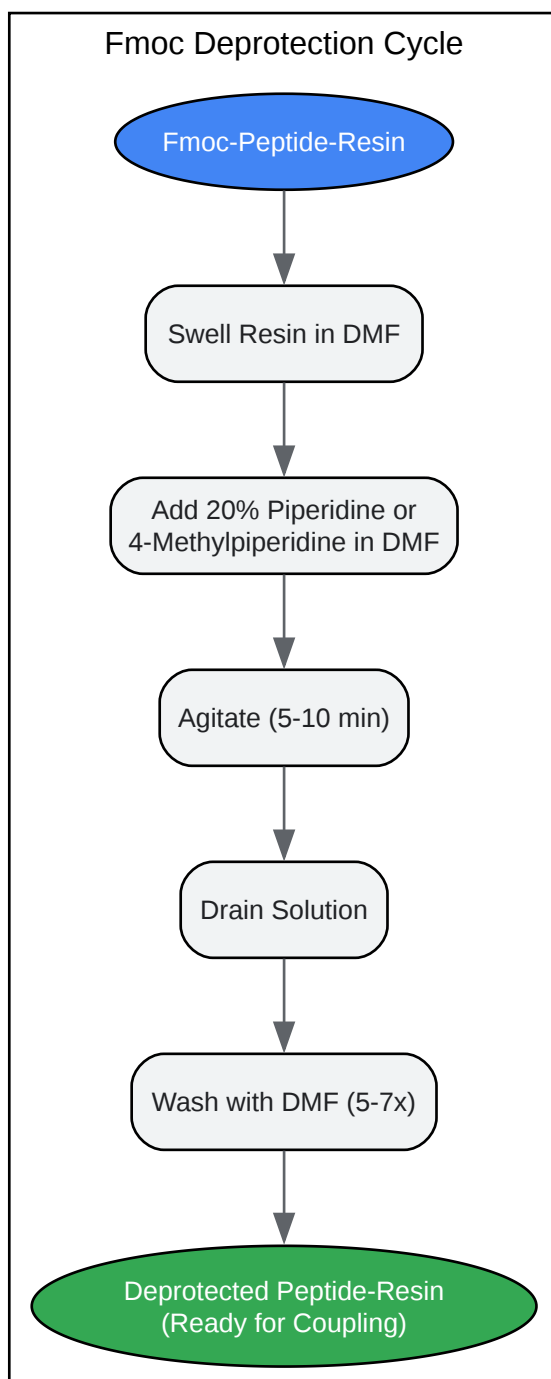 Fmoc Deprotection Cycle
Fmoc-Peptide-Resin
Swell Resin in DMF
Add 20% Piperidine or
4-Methylpiperidine in DMF
Agitate (5-10 min)
Drain Solution
Wash with DMF (5-7x)
Deprotected Peptide-Resin
(Ready for Coupling)